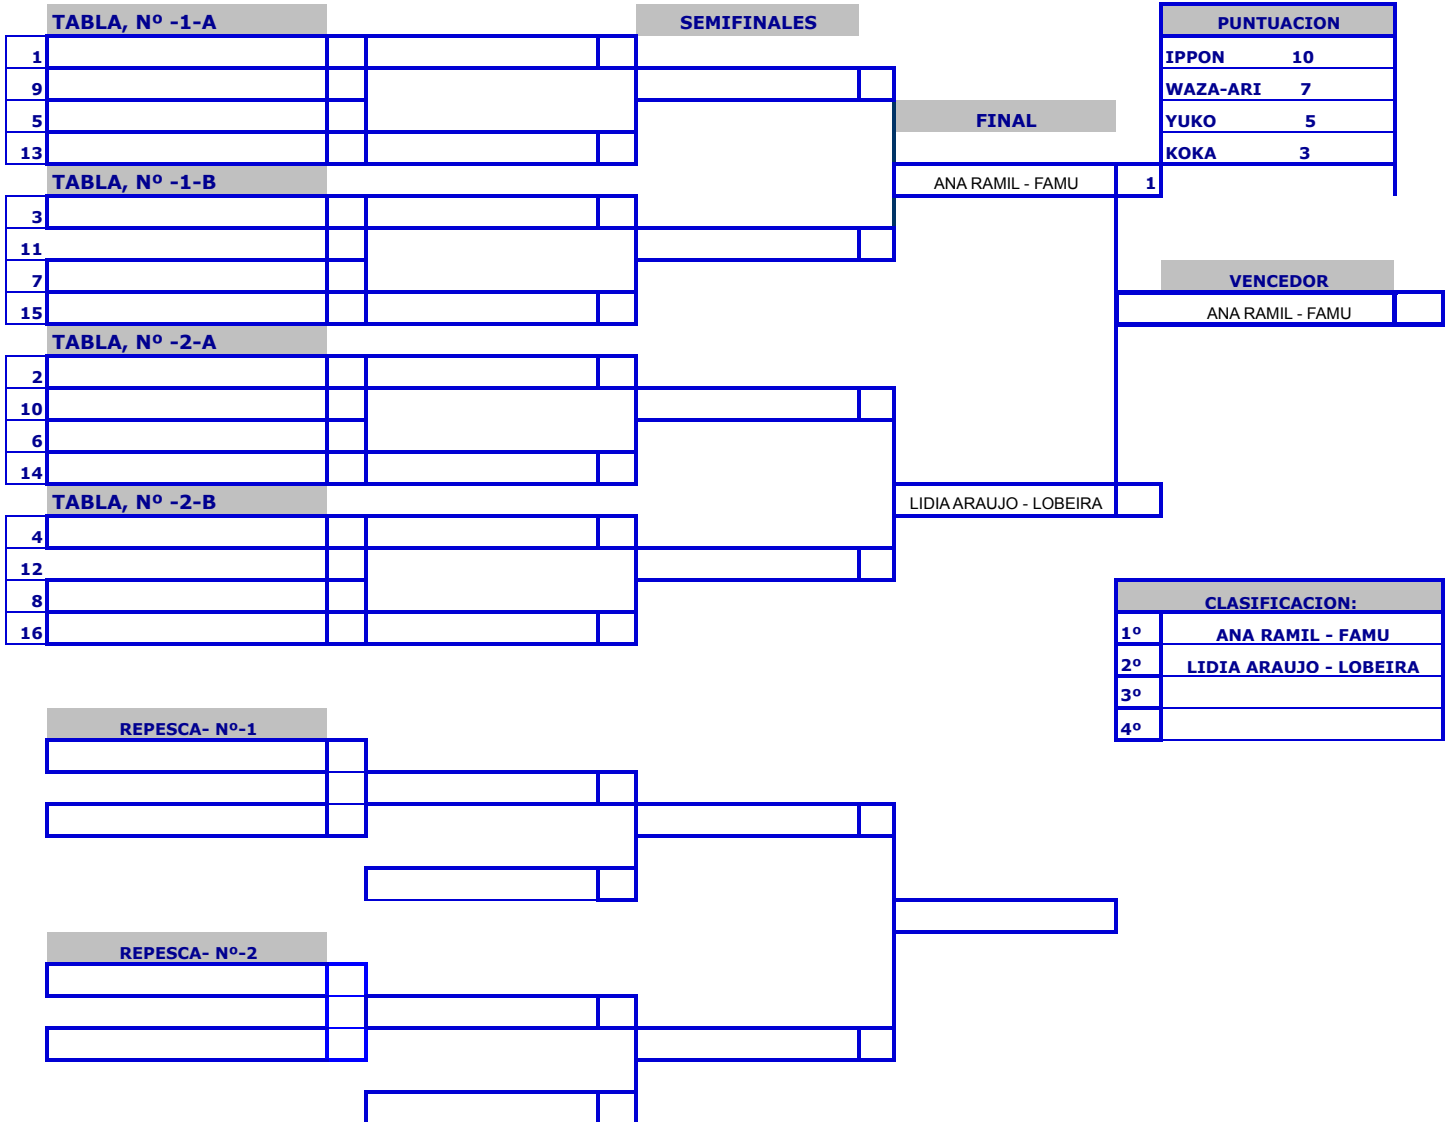 TABLA, Nº -1-A
SEMIFINALES
PUNTUACION
1
IPPON 10
9
WAZA-ARI 7
5
FINAL
YUKO 5
13
KOKA 3
TABLA, Nº -1-B
ANA RAMIL - FAMU 1
3
11
7
VENCEDOR
15
ANA RAMIL - FAMU
TABLA, Nº -2-A
2
10
6
14
TABLA, Nº -2-B
LIDIA ARAUJO - LOBEIRA
4
12
8
CLASIFICACION:
16
1º ANA RAMIL - FAMU
2º LIDIA ARAUJO - LOBEIRA
3º
REPESCA- Nº-1
4º
REPESCA- Nº-2